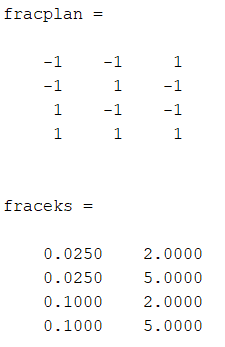 fracplan =
-1 -1 1
-1 1 -1
1 -1 -1
1 1 1
fraceks =
0.0250 2.0000
0.0250 5.0000
0.1000 2.0000
0.1000 5.0000